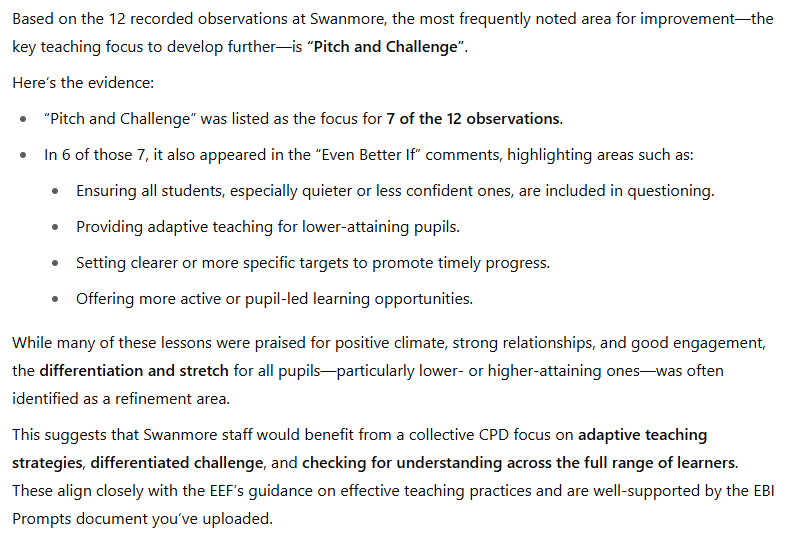 Based on the 12 recorded observations at Swanmore, the most frequently noted area for improvement—the
key teaching focus to develop further—is “Pitch and Challenge”.
Here’s the evidence:
• “Pitch and Challenge” was listed as the focus for 7 of the 12 observations.
• In 6 of those 7, it also appeared in the “Even Better If” comments, highlighting areas such as:
• Ensuring all students, especially quieter or less confident ones, are included in questioning.
• Providing adaptive teaching for lower-attaining pupils.
• Setting clearer or more specific targets to promote timely progress.
• Offering more active or pupil-led learning opportunities.
While many of these lessons were praised for positive climate, strong relationships, and good engagement,
the differentiation and stretch for all pupils—particularly lower- or higher-attaining ones—was often
identified as a refinement area.
This suggests that Swanmore staff would benefit from a collective CPD focus on adaptive teaching
strategies, differentiated challenge, and checking for understanding across the full range of learners.
These align closely with the EEF’s guidance on effective teaching practices and are well-supported by the EBI
Prompts document you’ve uploaded.